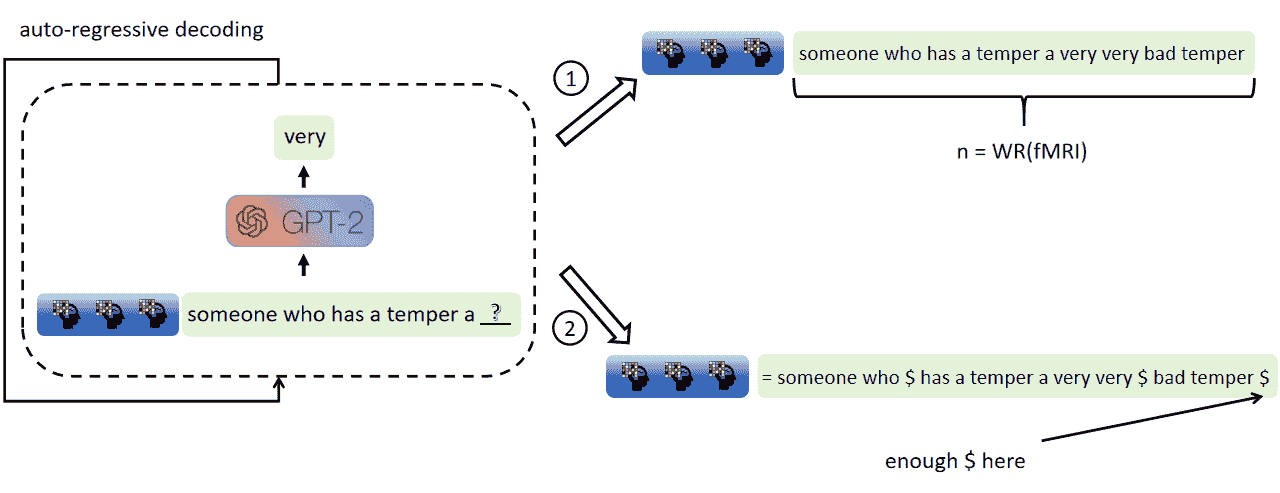 auto-regressive decoding
very
GPT-2
someone who has a temper a ?
1
someone who has a temper a very very bad temper
n = WR(fMRI)
2
= someone who $ has a temper a very very $ bad temper $
enough $ here